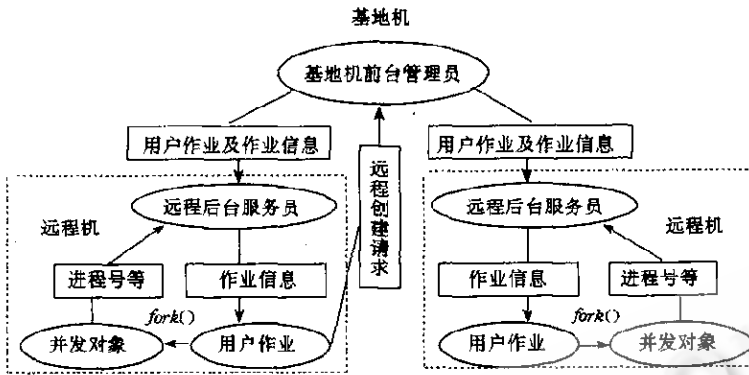 基地机
基地机前台管理员
用户作业及作业信息
用户作业及作业信息
远程创建请求
远程后台服务员
远程机
进程号等
作业信息
fork()
并发对象
用户作业
远程后台服务员
远程机
作业信息
进程号等
fork()
用户作业
并发对象